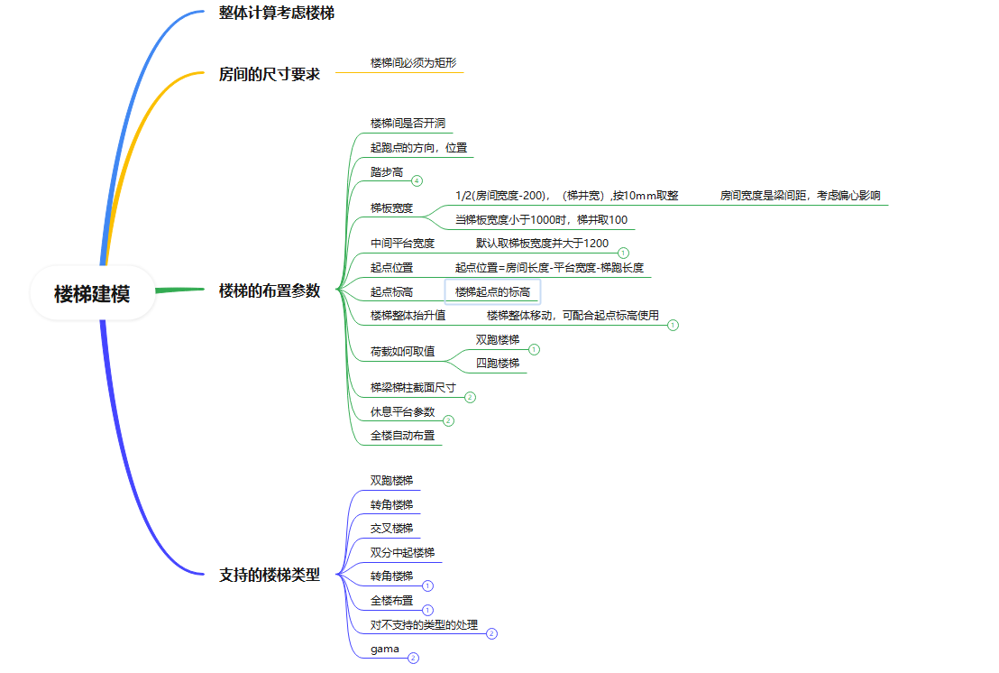 整体计算考虑楼梯
房间的尺寸要求
楼梯间必须为矩形
楼梯建模
楼梯的布置参数
楼梯间是否开洞
起跑点的方向，位置
踏步高
4
梯板宽度
1/2(房间宽度-200)，（梯井宽）,按10mm取整
房间宽度是梁间距，考虑偏心影响
当梯板宽度小于1000时，梯井取100
中间平台宽度
默认取梯板宽度并大于1200
1
起点位置
起点位置=房间长度-平台宽度-梯跑长度
起点标高
楼梯起点的标高
楼梯整体抬升值
楼梯整体移动，可配合起点标高使用
1
荷载如何取值
双跑楼梯
1
四跑楼梯
梯梁梯柱截面尺寸
2
休息平台参数
2
全楼自动布置
支持的楼梯类型
双跑楼梯
转角楼梯
交叉楼梯
双分中起楼梯
转角楼梯
1
全楼布置
1
对不支持的类型的处理
2
gama
2